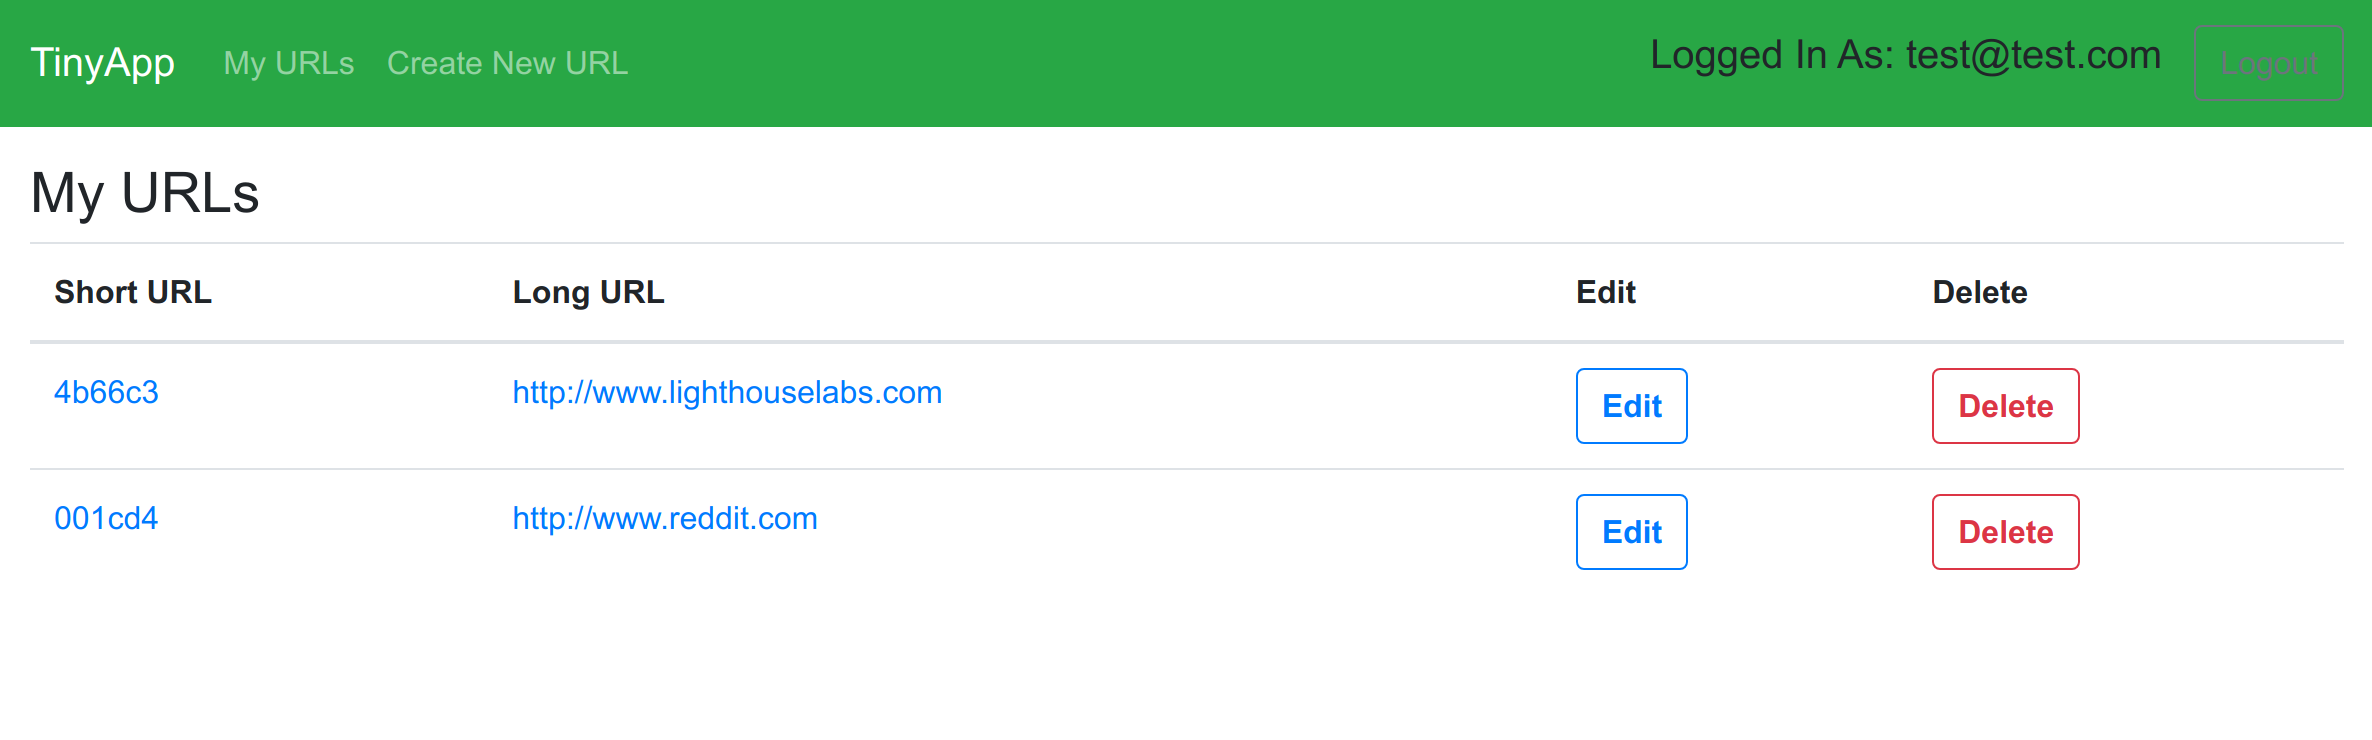 TinyApp My URLs Create New URL Logged In As: test@test.com Logout
My URLs
Short URL Long URL Edit Delete
4b66c3 http://www.lighthouselabs.com Edit Delete
001cd4 http://www.reddit.com Edit Delete